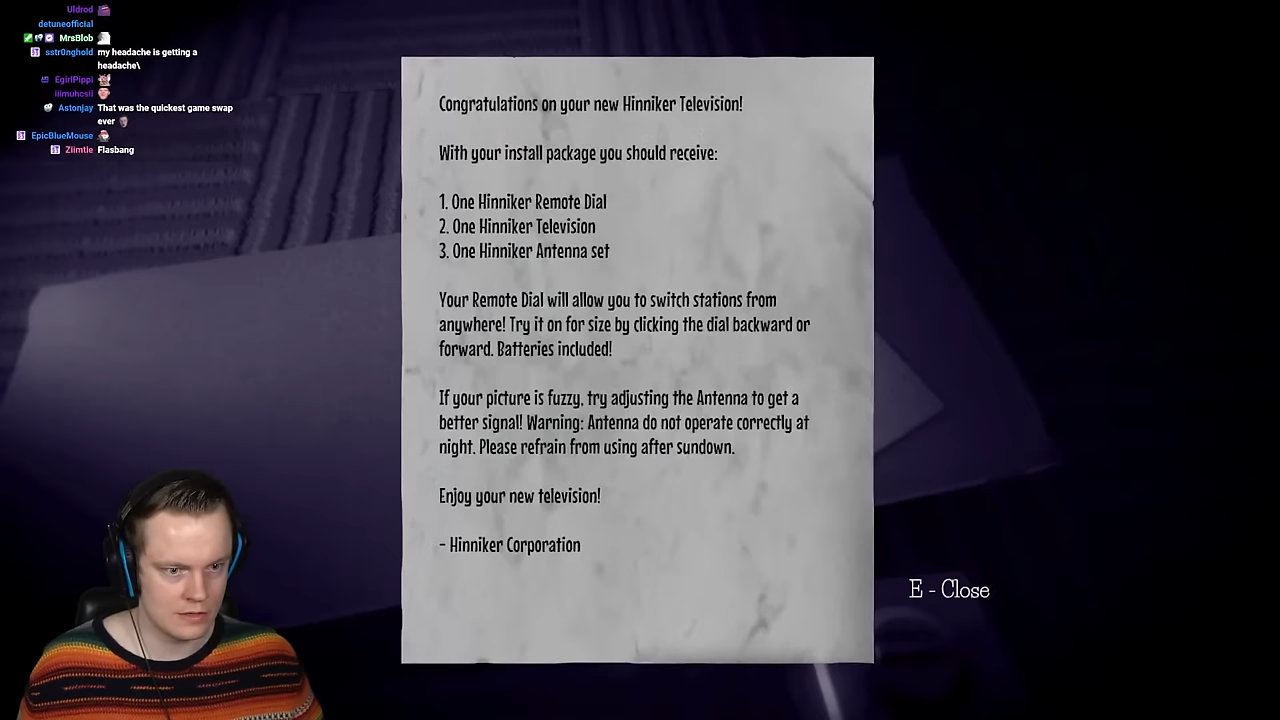 Uldrod
detuneofficial
MrsBlob
sstr0nghold my headache is getting a
headache\
EgirlPippi
iiimuhcsii
Astonjay That was the quickest game swap
ever
EpicBlueMouse
Ziimtie Flasbang
Congratulations on your new Hinniker Television!
With your install package you should receive:
1. One Hinniker Remote Dial
2. One Hinniker Television
3. One Hinniker Antenna set
Your Remote Dial will allow you to switch stations from
anywhere! Try it on for size by clicking the dial backward or
forward. Batteries included!
If your picture is fuzzy, try adjusting the Antenna to get a
better signal! Warning: Antenna do not operate correctly at
night. Please refrain from using after sundown.
Enjoy your new television!
- Hinniker Corporation
E - Close